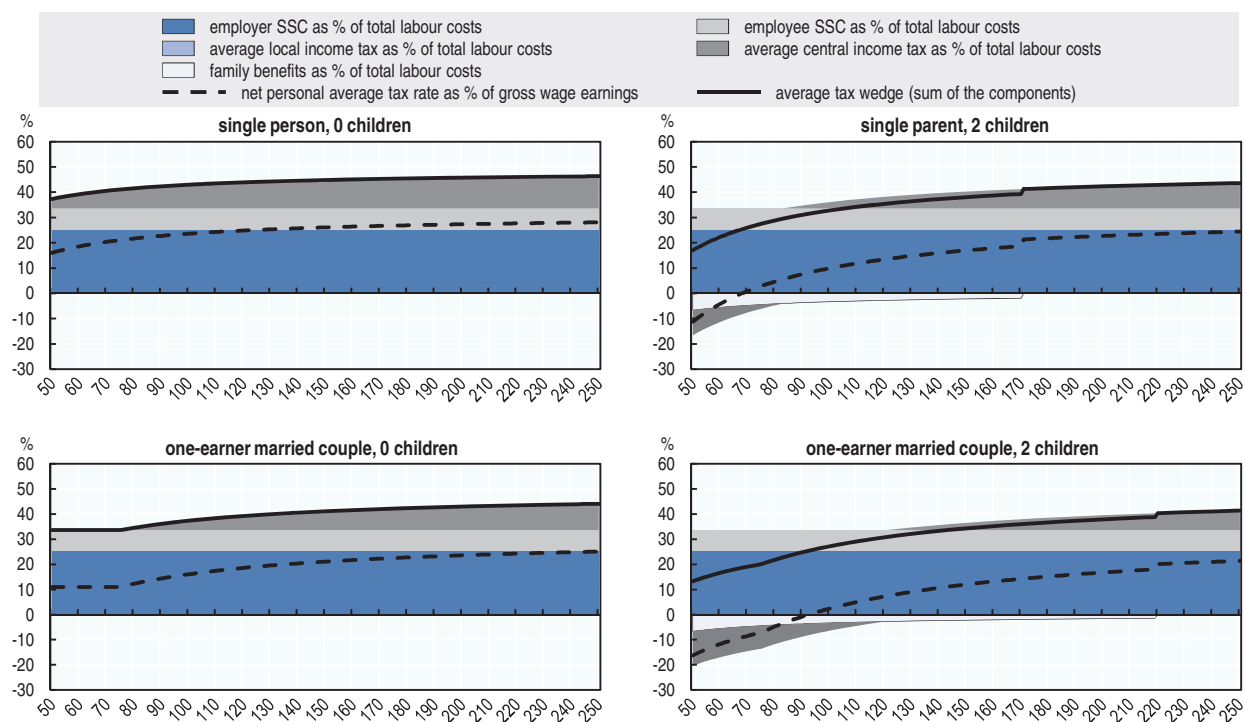 employer SSC as % of total labour costs
employee SSC as % of total labour costs
average local income tax as % of total labour costs
average central income tax as % of total labour costs
family benefits as % of total labour costs
net personal average tax rate as % of gross wage earnings
average tax wedge (sum of the components)
%
single person, 0 children
60
50
40
30
20
10
0
-10
-20
-30
50 60 70 80 90 100 110 120 130 140 150 160 170 180 190 200 210 220 230 240 250
%
single parent, 2 children
60
50
40
30
20
10
0
-10
-20
-30
50 60 70 80 90 100 110 120 130 140 150 160 170 180 190 200 210 220 230 240 250
%
one-earner married couple, 0 children
60
50
40
30
20
10
0
-10
-20
-30
50 60 70 80 90 100 110 120 130 140 150 160 170 180 190 200 210 220 230 240 250
%
one-earner married couple, 2 children
60
50
40
30
20
10
0
-10
-20
-30
50 60 70 80 90 100 110 120 130 140 150 160 170 180 190 200 210 220 230 240 250